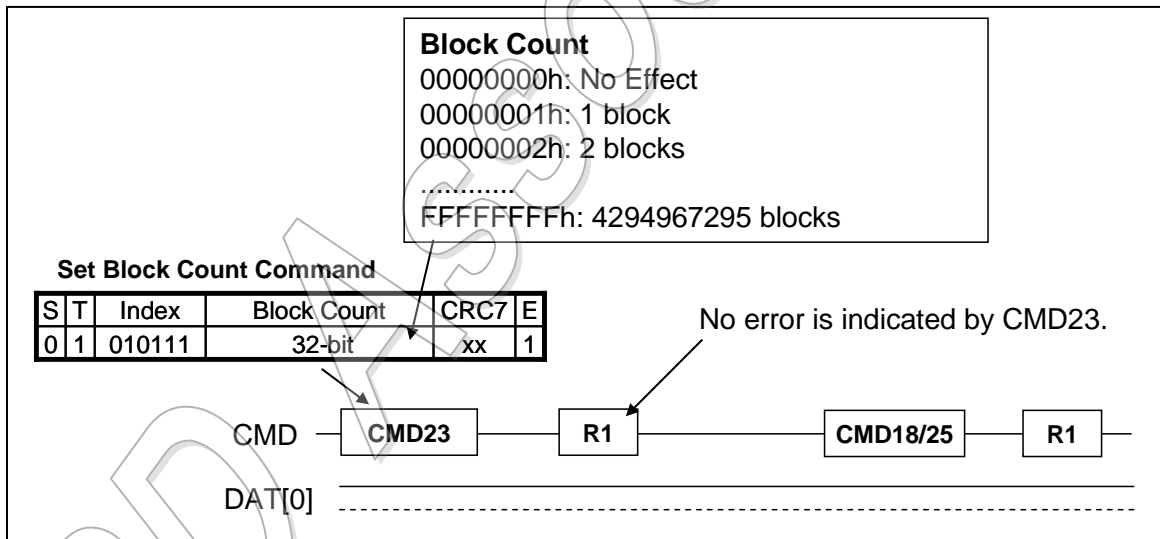 Block Count
00000000h: No Effect
00000001h: 1 block
00000002h: 2 blocks
............
FFFFFFFFh: 4294967295 blocks
Set Block Count Command
S T Index Block Count CRC7 E
0 1 010111 32-bit xx 1
No error is indicated by CMD23.
CMD CMD23 R1 CMD18/25 R1
DAT[0]